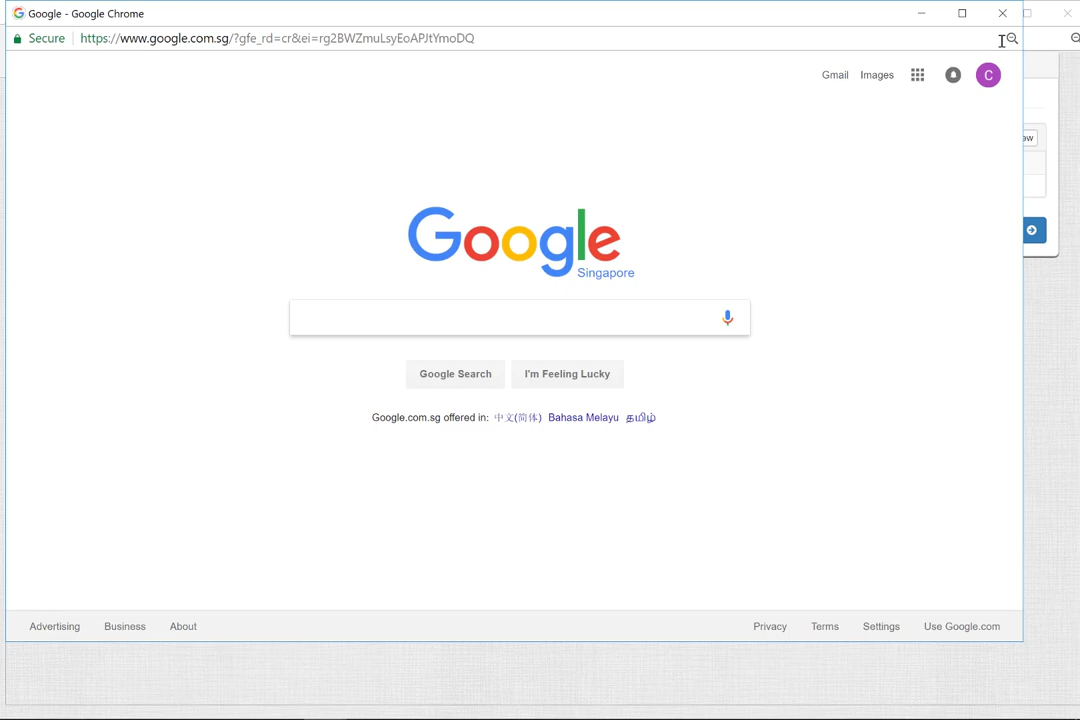 Google - Google Chrome
Secure https://www.google.com.sg/?gfe_rd=cr&ei=rg2BWZmuLsyEoAPJtYmoDQ
Gmail Images C
ew
Google
Singapore
Google Search I'm Feeling Lucky
Google.com.sg offered in: 中文(简体) Bahasa Melayu தமிழ்
Advertising Business About Privacy Terms Settings Use Google.com